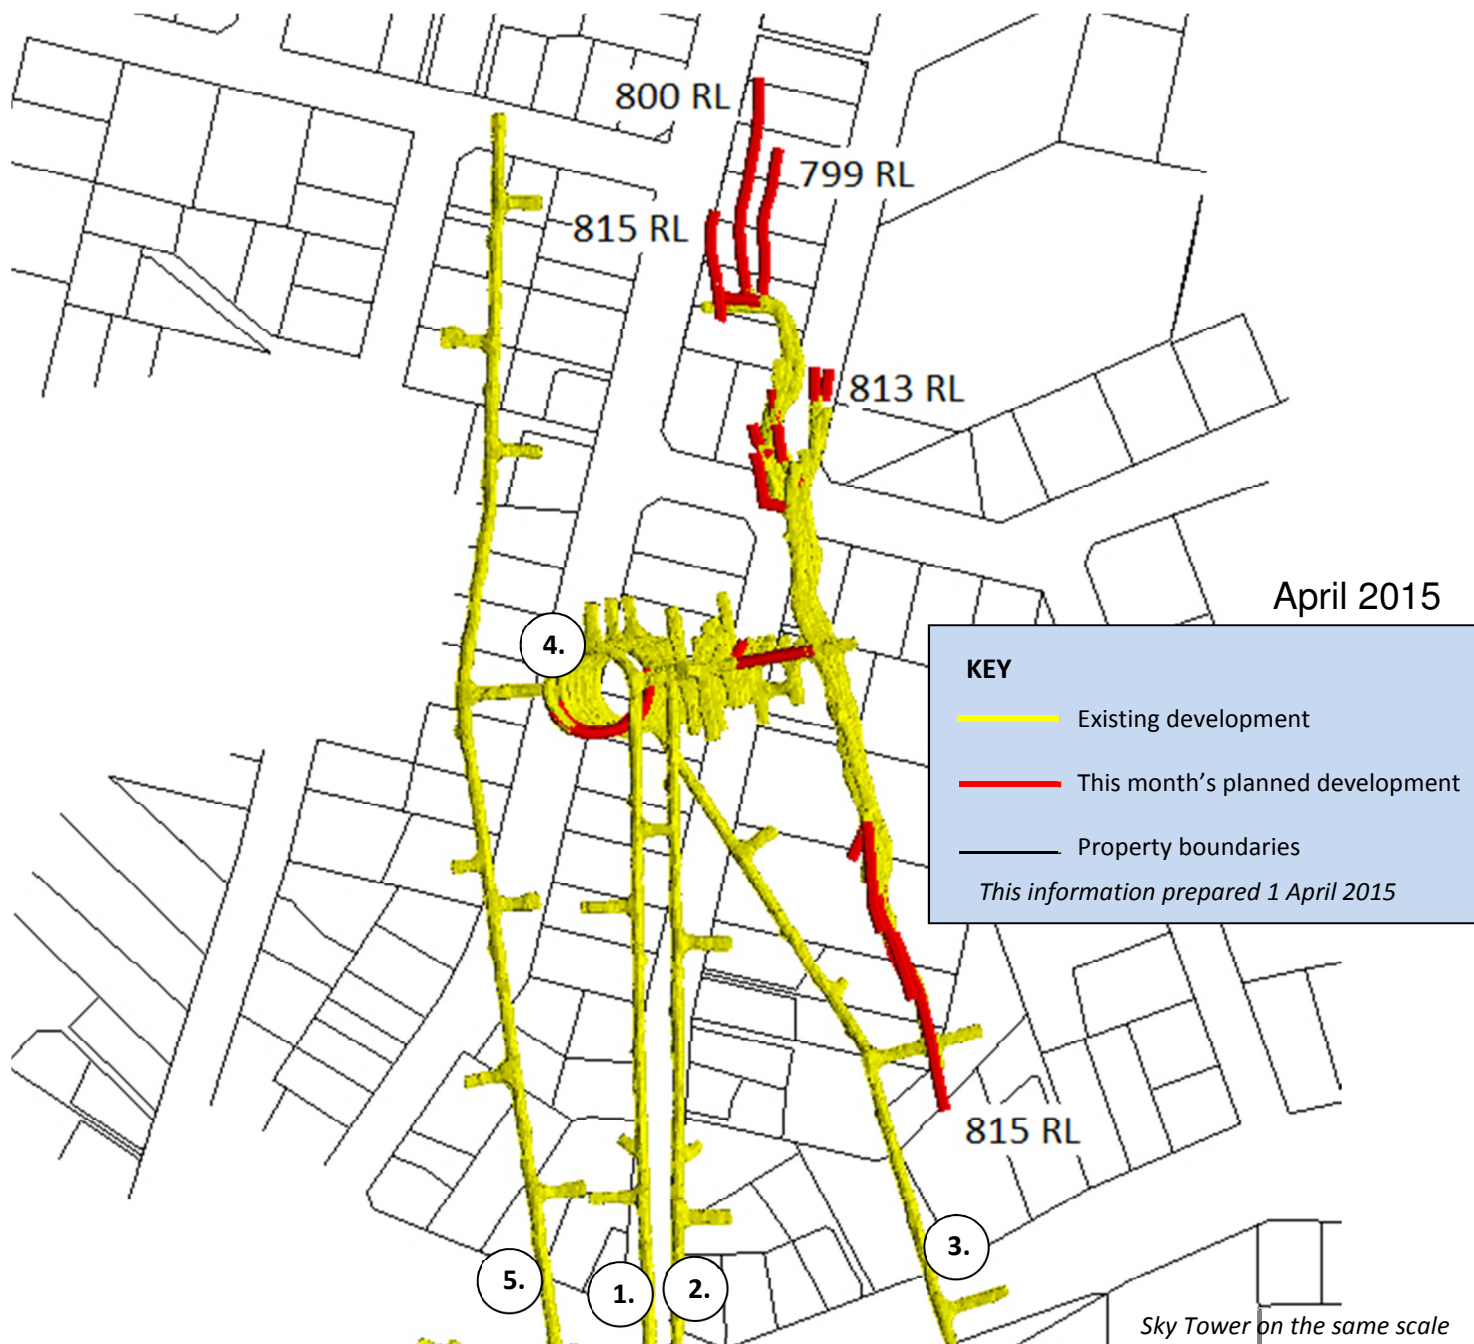 800 RL
799 RL
815 RL
813 RL
April 2015
4.
KEY
Existing development
This month's planned development
Property boundaries
This information prepared 1 April 2015
815 RL
3.
5.
1.
2.
Sky Tower on the same scale